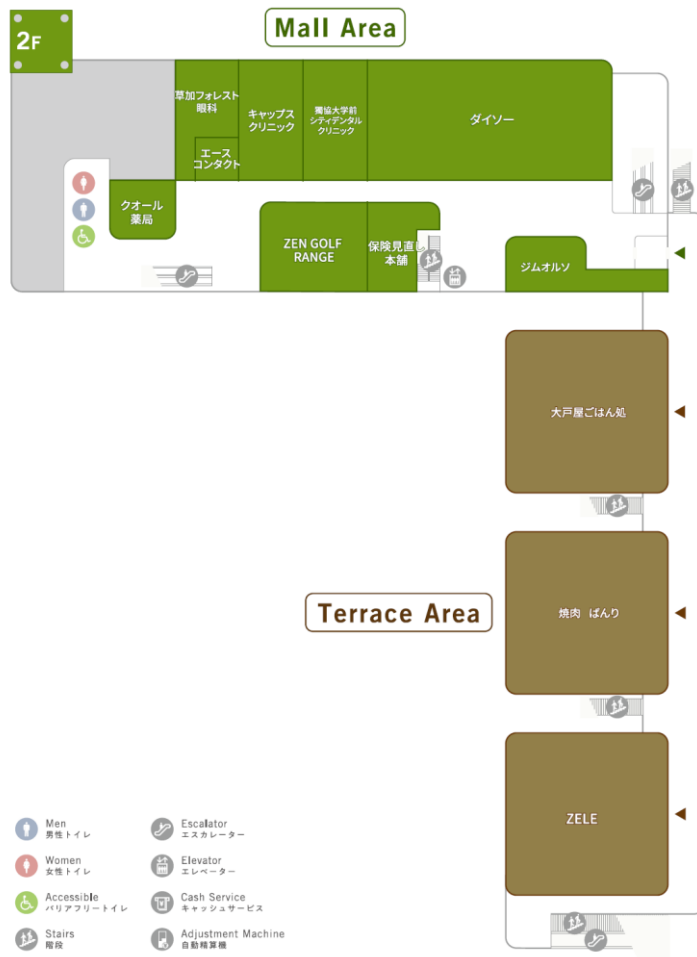 2F
Mall Area
草加フォレスト
眼科
エース
コンタクト
キャップス
クリニック
獨協大学前
シティデンタル
クリニック
ダイソー
クオール
薬局
ZEN GOLF
RANGE
保険見直し
本舗
ジムオルソ
大戸屋ごはん処
Terrace Area
焼肉 ばんり
ZELE
Men
男性トイレ
Women
女性トイレ
Accessible
バリアフリートイレ
Stairs
階段
Escalator
エスカレーター
Elevator
エレベーター
Cash Service
キャッシュサービス
Adjustment Machine
自動精算機